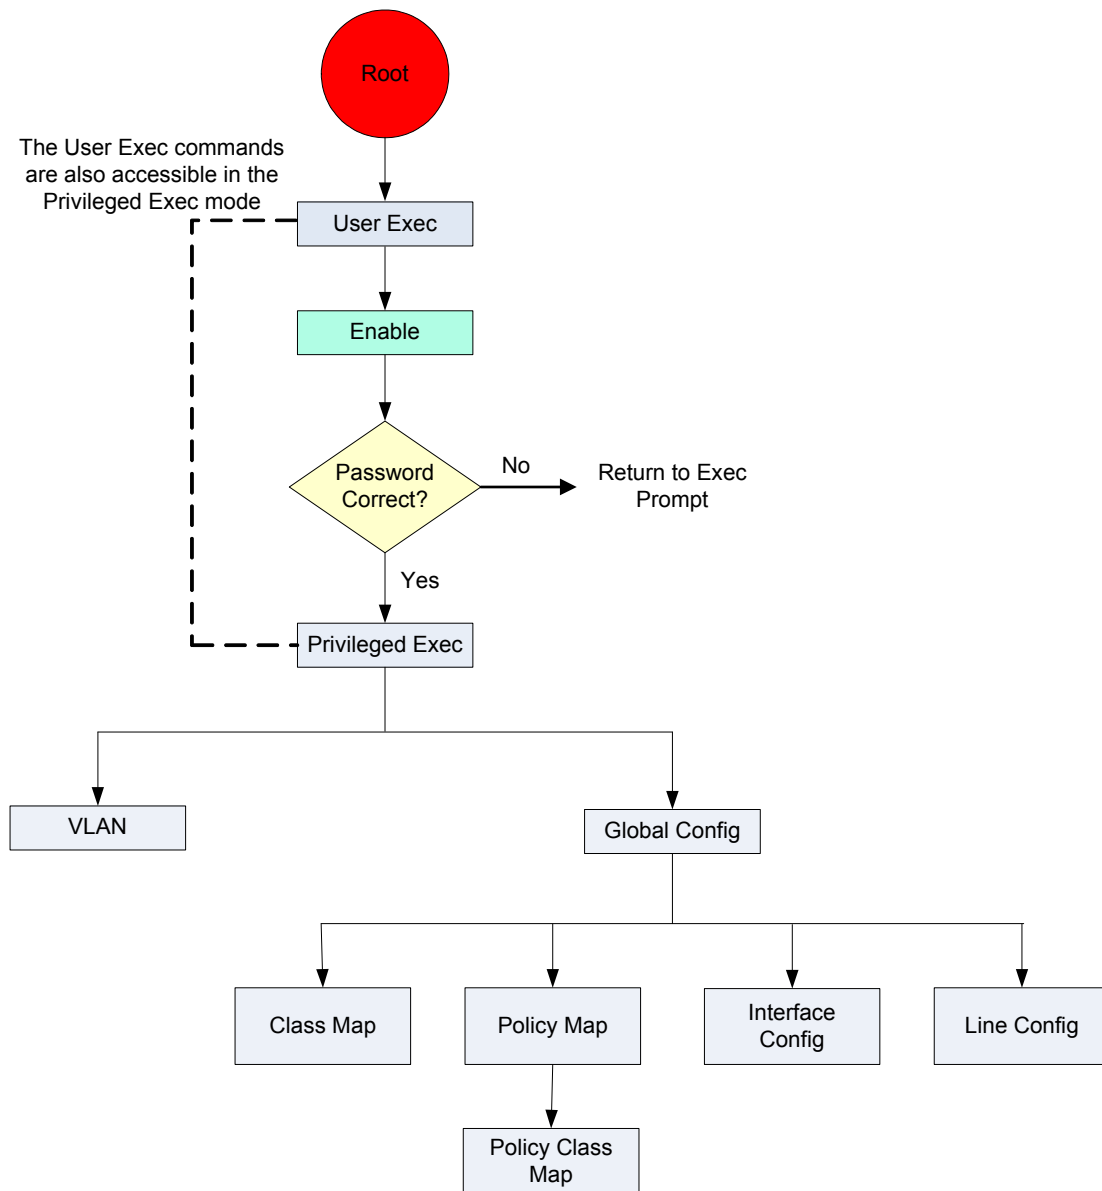 Root
The User Exec commands
are also accessible in the
Privileged Exec mode
User Exec
Enable
Password
Correct?
No
Return to Exec
Prompt
Yes
Privileged Exec
VLAN
Global Config
Class Map
Policy Map
Interface
Config
Line Config
Policy Class
Map